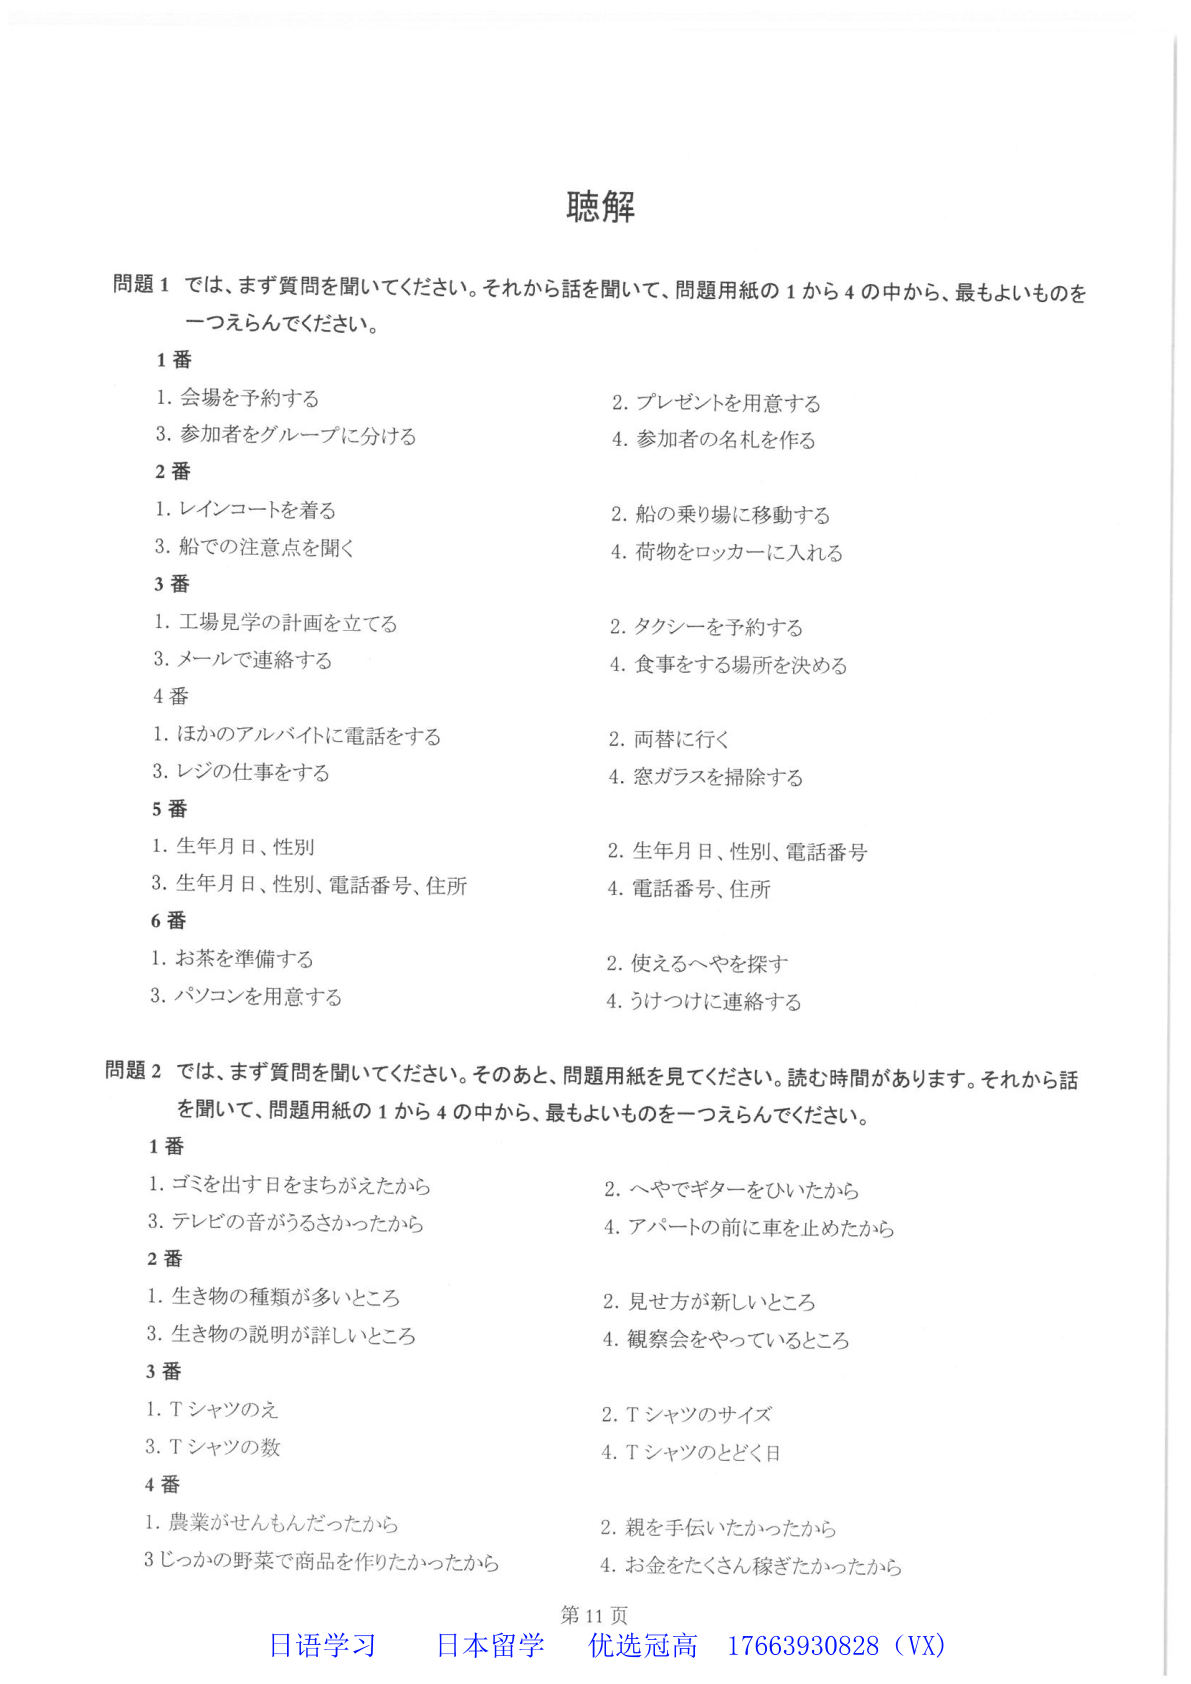 聴解
問題 1 では、まず質問を聞いてください。それから話を聞いて、問題用紙の 1 から 4 の中から、最もよいものを
一つえらんでください。
1 番
1. 会場を予約する 2. プレゼントを用意する
3. 参加者をグループに分ける 4. 参加者の名札を作る
2 番
1. レインコートを着る 2. 船の乗り場に移動する
3. 船での注意点を聞く 4. 荷物をロッカーに入れる
3 番
1. 工場見学の計画を立てる 2. タクシーを予約する
3. メールで連絡する 4. 食事をする場所を決める
4 番
1. ほかのアルバイトに電話をする 2. 両替に行く
3. レジの仕事をする 4. 窓ガラスを掃除する
5 番
1. 生年月日、性別 2. 生年月日、性別、電話番号
3. 生年月日、性別、電話番号、住所 4. 電話番号、住所
6 番
1. お茶を準備する 2. 使えるへやを探す
3. パソコンを用意する 4. うけつけに連絡する
問題 2 では、まず質問を聞いてください。そのあと、問題用紙を見てください。読む時間があります。それから話
を聞いて、問題用紙の 1 から 4 の中から、最もよいものを一つえらんでください。
1 番
1. ゴミを出す日をまちがえたから 2. へやでギターをひいたから
3. テレビの音がうるさかったから 4. アパートの前に車を止めたから
2 番
1. 生き物の種類が多いところ 2. 見せ方が新しいところ
3. 生き物の説明が詳しいところ 4. 観察会をやっているところ
3 番
1. T シャツのえ 2. T シャツのサイズ
3. T シャツの数 4. T シャツのとどく日
4 番
1. 農業がせんもんだったから 2. 親を手伝いたかったから
3 じっかの野菜で商品を作りたかったから 4. お金をたくさん稼ぎたかったから
第 11 页
日语学习 日本留学 优选冠高 17663930828（VX）